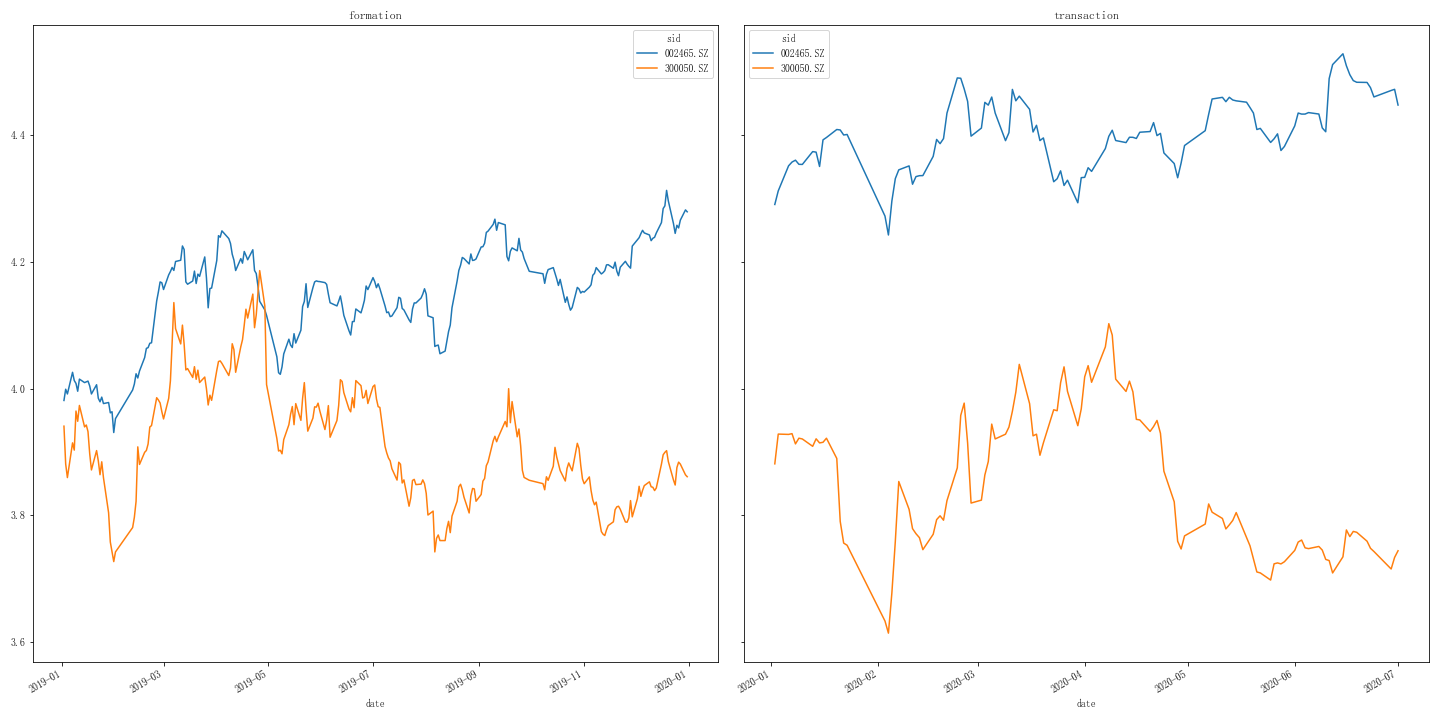 formation
sid
002465.SZ
300050.SZ
4.4
4.2
4.0
3.8
3.6
2019-01
2019-03
2019-05
2019-07
2019-09
2019-11
2020-01
date
transaction
sid
002465.SZ
300050.SZ
2020-01
2020-02
2020-03
2020-04
2020-05
2020-06
2020-07
date